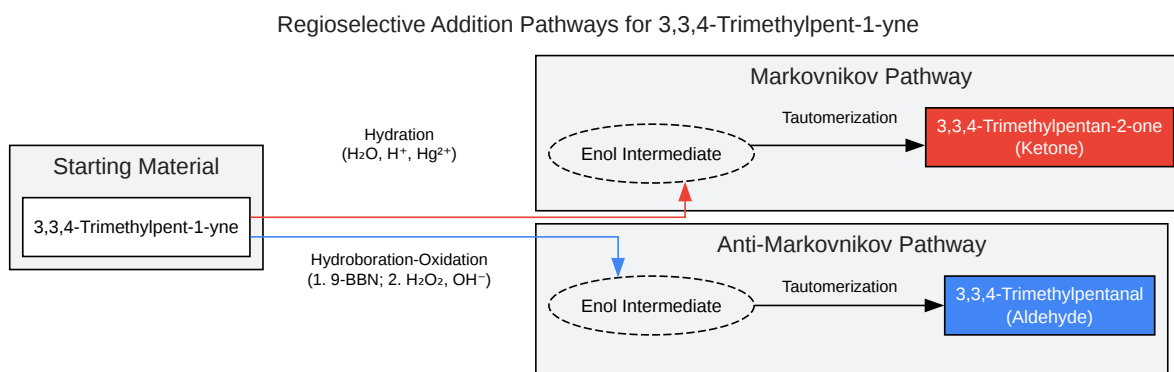 Regioselective Addition Pathways for 3,3,4-Trimethylpent-1-yne
Starting Material
3,3,4-Trimethylpent-1-yne
Hydration
(H₂O, H⁺, Hg²⁺)
Hydroboration-Oxidation
(1. 9-BBN; 2. H₂O₂, OH⁻)
Markovnikov Pathway
Enol Intermediate
Tautomerization
3,3,4-Trimethylpentan-2-one
(Ketone)
Anti-Markovnikov Pathway
Enol Intermediate
Tautomerization
3,3,4-Trimethylpentanal
(Aldehyde)